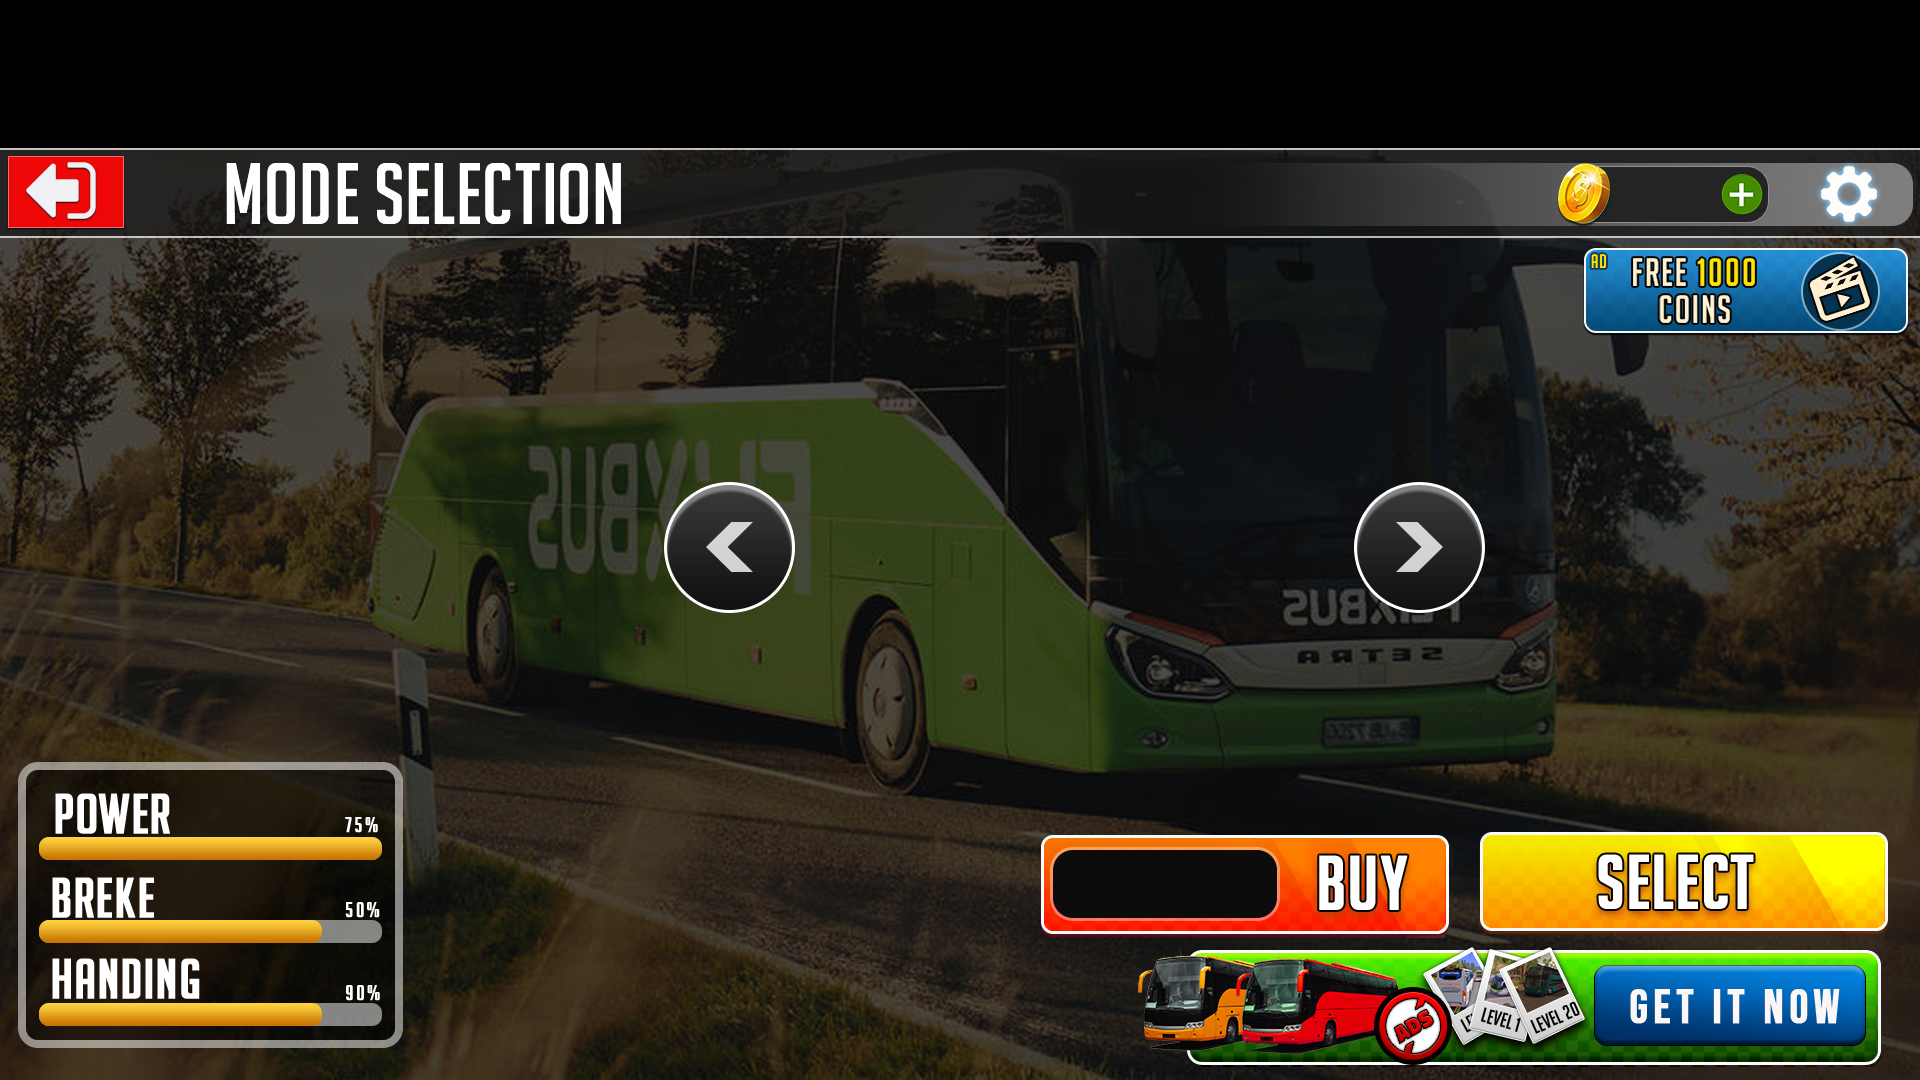 MODE SELECTION
AD
FREE 1000
COINS
FLIXBUS
FLIXBUS
SETRA
POWER
75%
BREKE
50%
HANDING
90%
BUY
SELECT
ADS
LEVEL 1
LEVEL 20
GET IT NOW